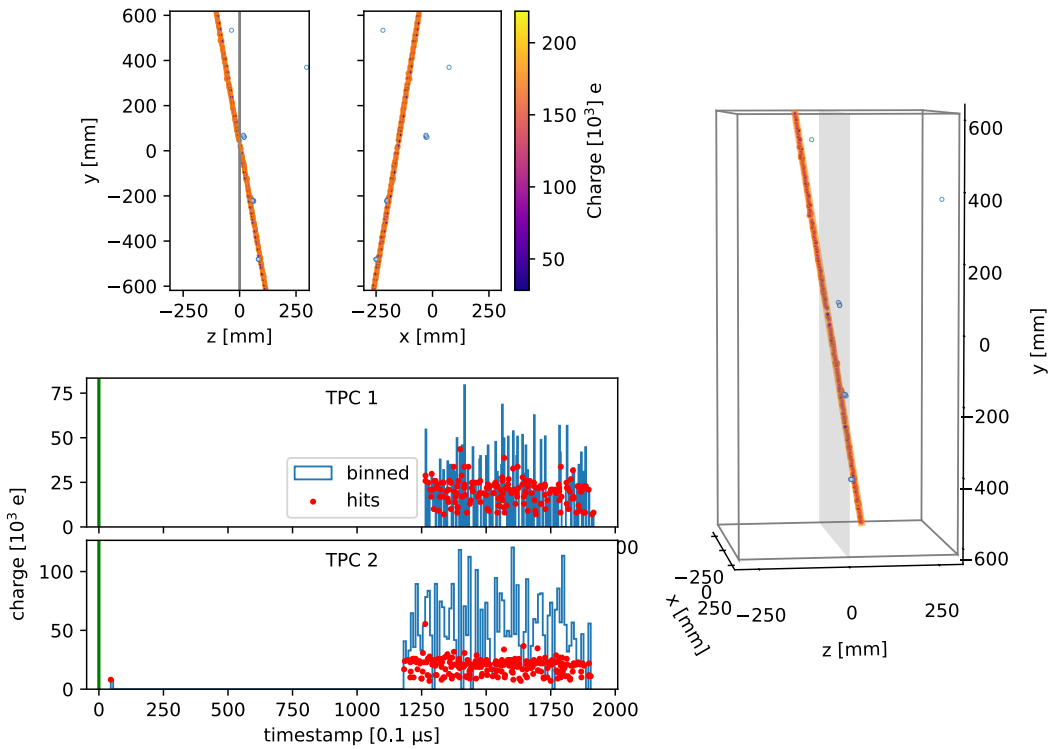 600
400
200
0
−200
−400
−600
y [mm]
−250 0 250
z [mm]
−250 0 250
x [mm]
200
150
100
50
Charge [10³] e
TPC 1
75
50
25
0
binned
hits
charge [10³ e]
TPC 2
100
50
0
00
0 250 500 750 1000 1250 1500 1750 2000
timestamp [0.1 µs]
600
400
200
0
−200
−400
−600
y [mm]
−250
0
250
x [mm]
−250 0 250
z [mm]